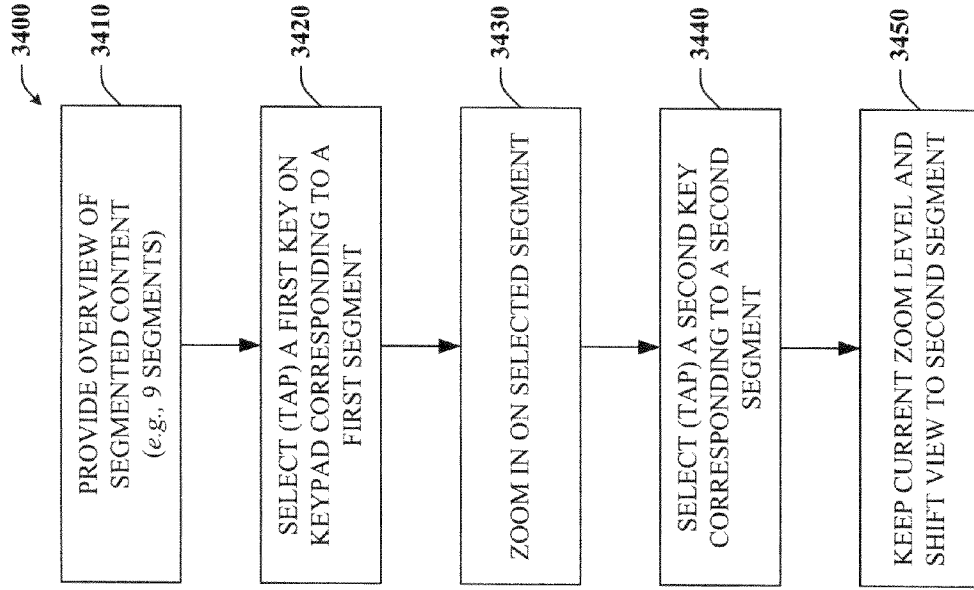 3400
PROVIDE OVERVIEW OF
SEGMENTED CONTENT
(e.g., 9 SEGMENTS)
3410
SELECT (TAP) A FIRST KEY ON
KEYPAD CORRESPONDING TO A
FIRST SEGMENT
3420
ZOOM IN ON SELECTED SEGMENT
3430
SELECT (TAP) A SECOND KEY
CORRESPONDING TO A SECOND
SEGMENT
3440
KEEP CURRENT ZOOM LEVEL AND
SHIFT VIEW TO SECOND SEGMENT
3450